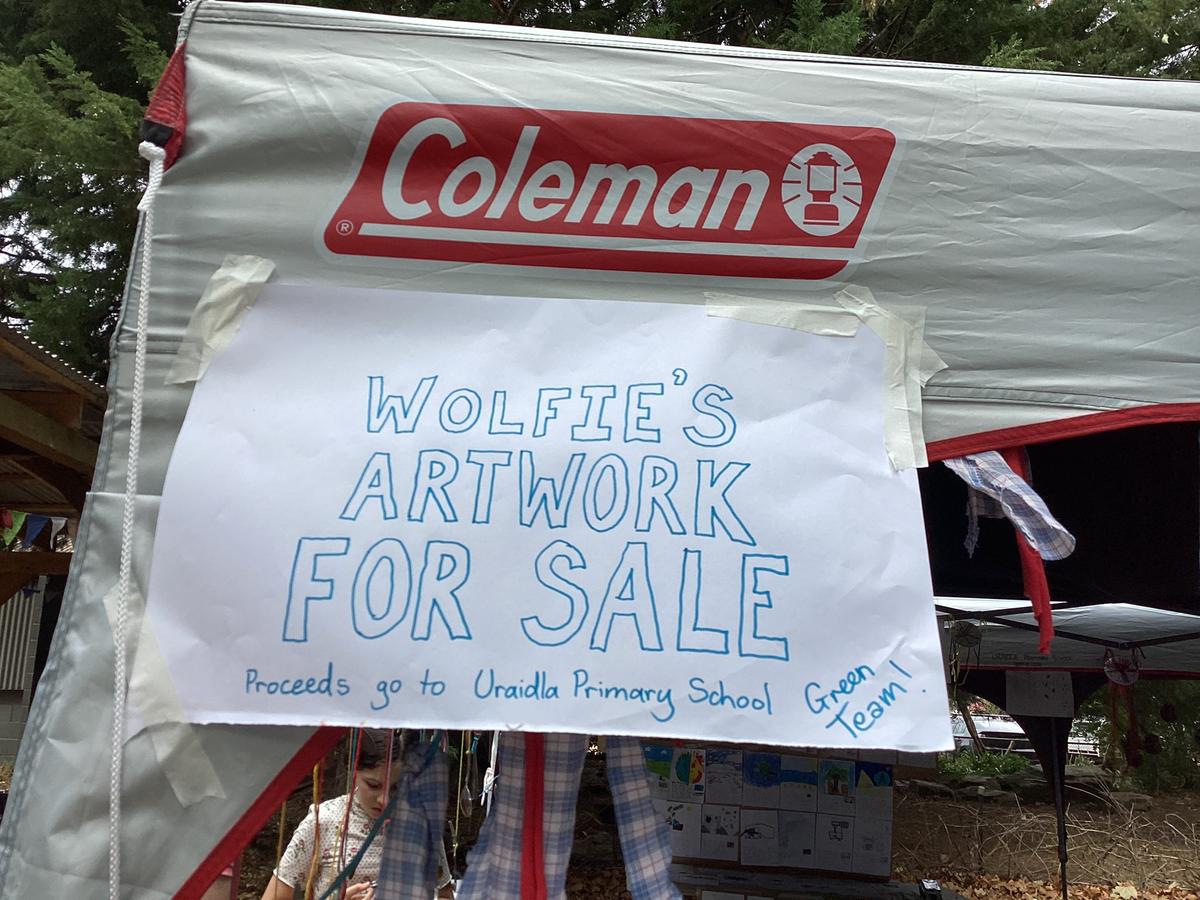 Coleman
®
WOLFIE'S
ARTWORK
FOR SALE
Proceeds go to Uraidla Primary School
Green
Team!